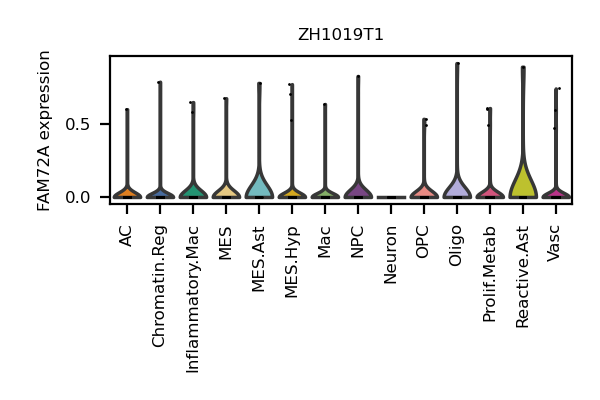 ZH1019T1
FAM72A expression
0.5
0.0
AC
Chromatin.Reg
Inflammatory.Mac
MES
MES.Ast
MES.Hyp
Mac
NPC
Neuron
OPC
Oligo
Prolif.Metab
Reactive.Ast
Vasc